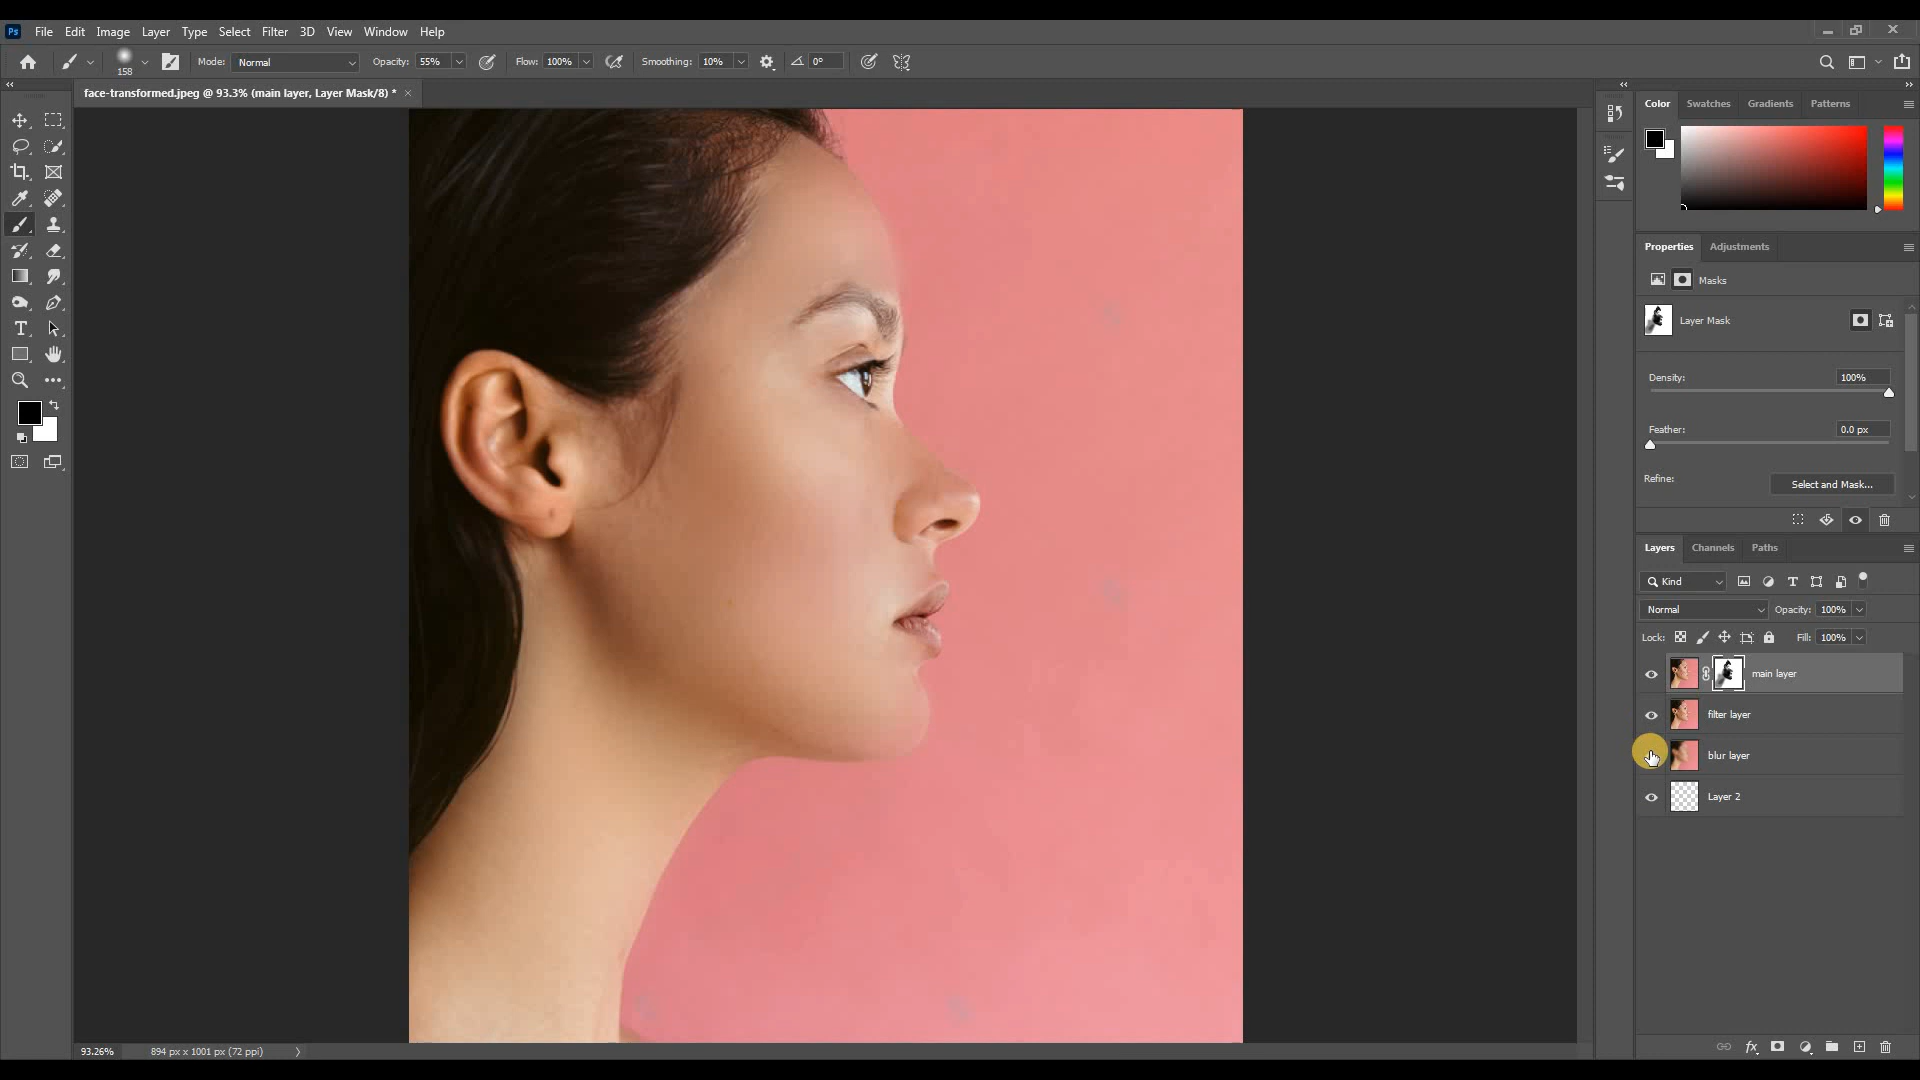 Ps File Edit Image Layer Type Select Filter 3D View Window Help
158 Mode: Normal Opacity: 55% Flow: 100% Smoothing: 10% 0°
face-transformed.jpeg @ 93.3% (main layer, Layer Mask/8) * ×
Color Swatches Gradients Patterns
Properties Adjustments
Masks
Layer Mask
Density: 100%
Feather: 0.0 px
Refine: Select and Mask...
Layers Channels Paths
Kind
Normal Opacity: 100%
Lock: Fill: 100%
main layer
filter layer
blur layer
Layer 2
93.26% 894 px x 1001 px (72 ppi)